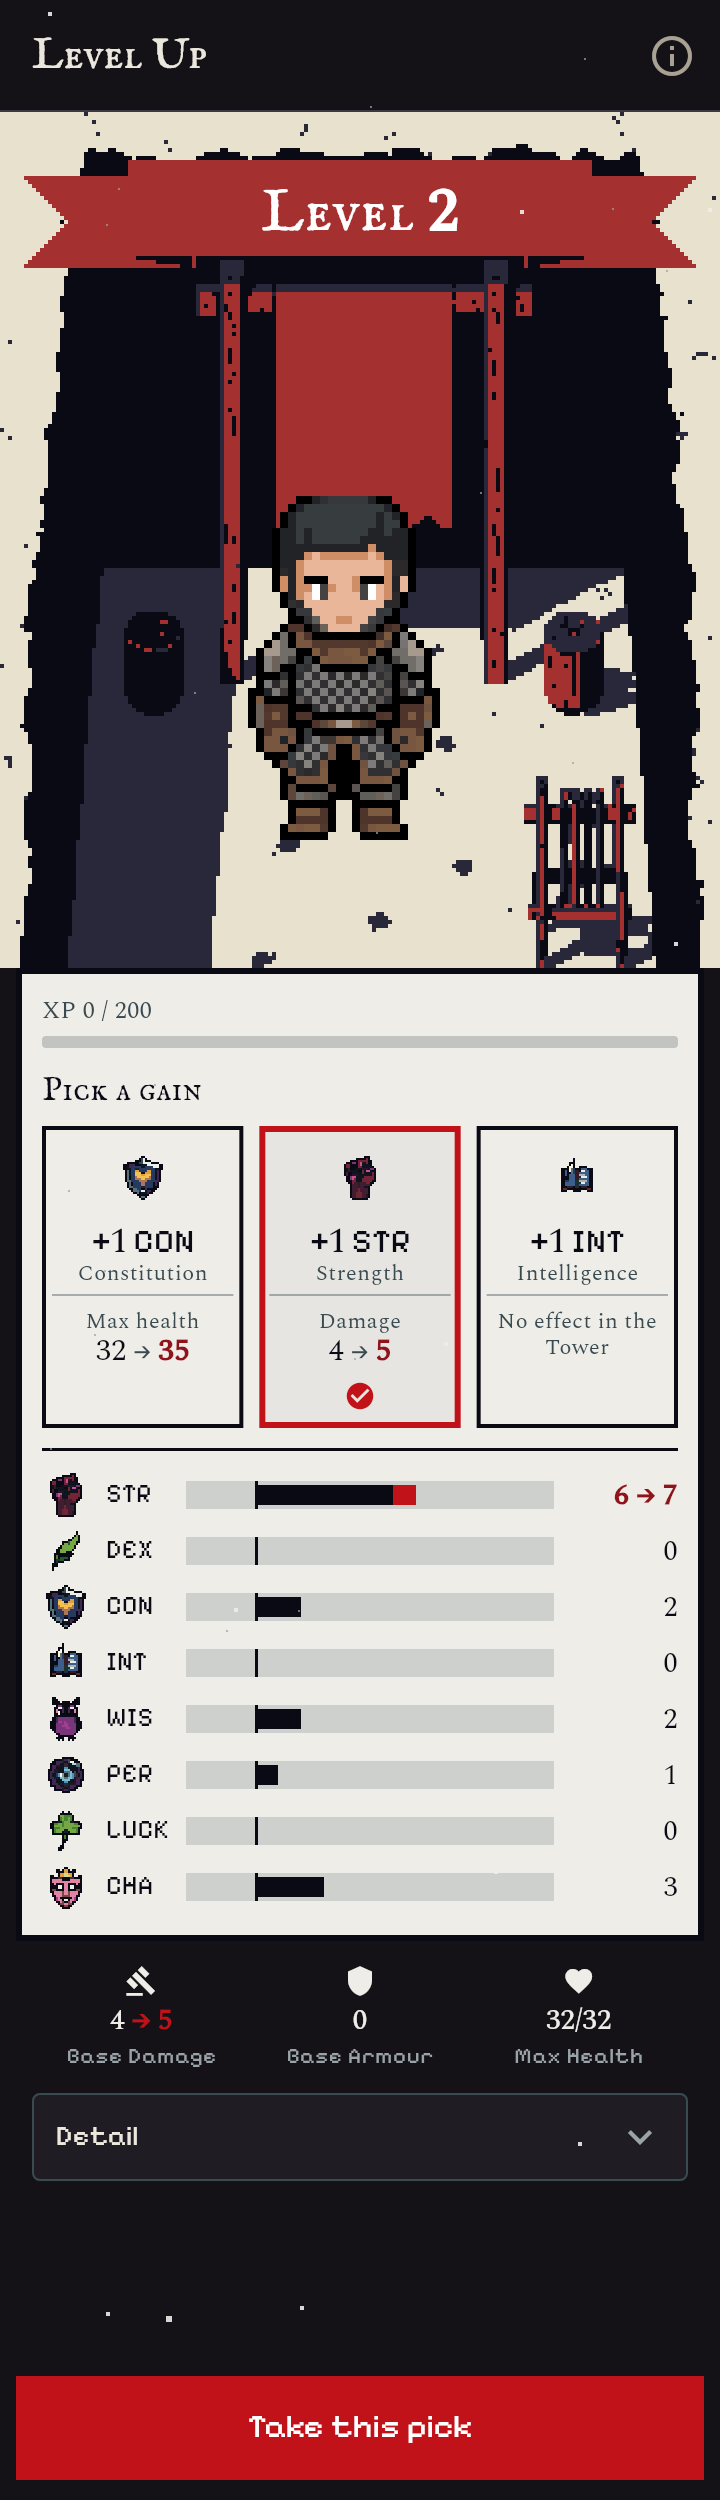 Level Up
Level 2
XP 0 / 200
Pick a gain
+1 CON
Constitution
Max health
32 → 35
+1 STR
Strength
Damage
4 → 5
+1 INT
Intelligence
No effect in the
Tower
STR 6 → 7
DEX 0
CON 2
INT 0
WIS 2
PER 1
LUCK 0
CHA 3
4 → 5
Base Damage
0
Base Armour
32/32
Max Health
Detail
Take this pick